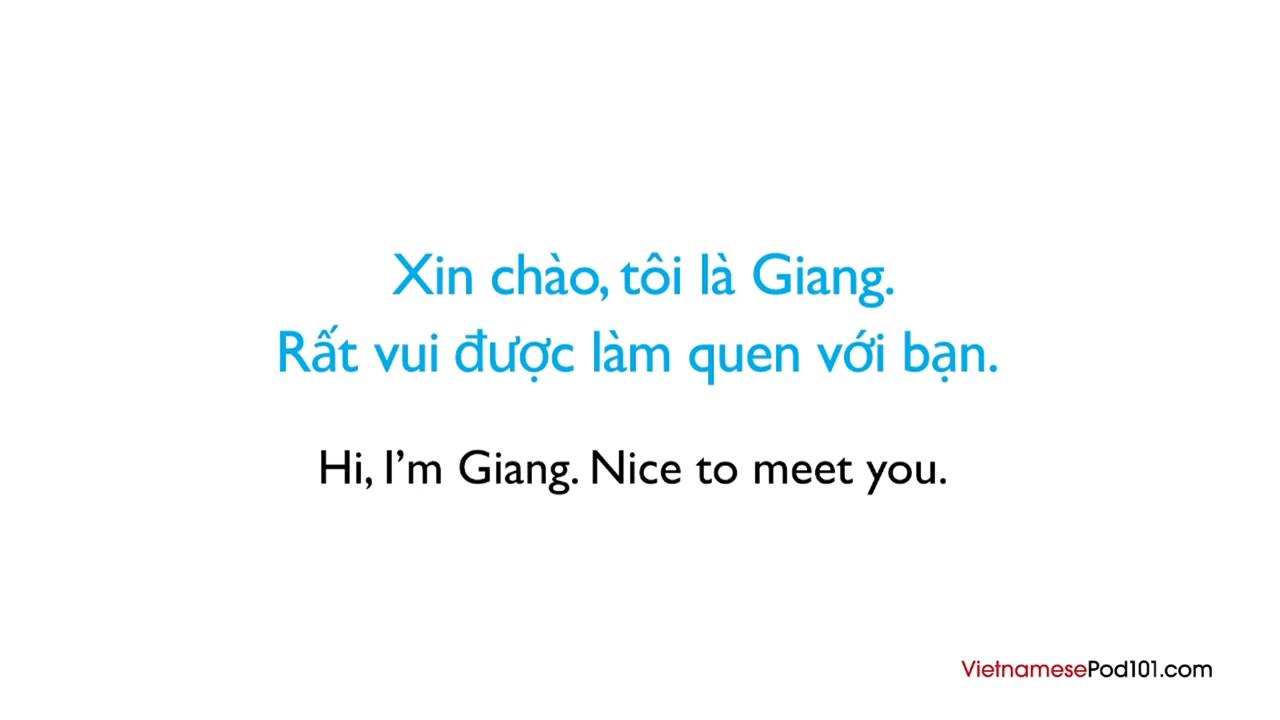 Xin chào, tôi là Giang.
Rất vui được làm quen với bạn.
Hi, I’m Giang. Nice to meet you.
VietnamesePod101.com